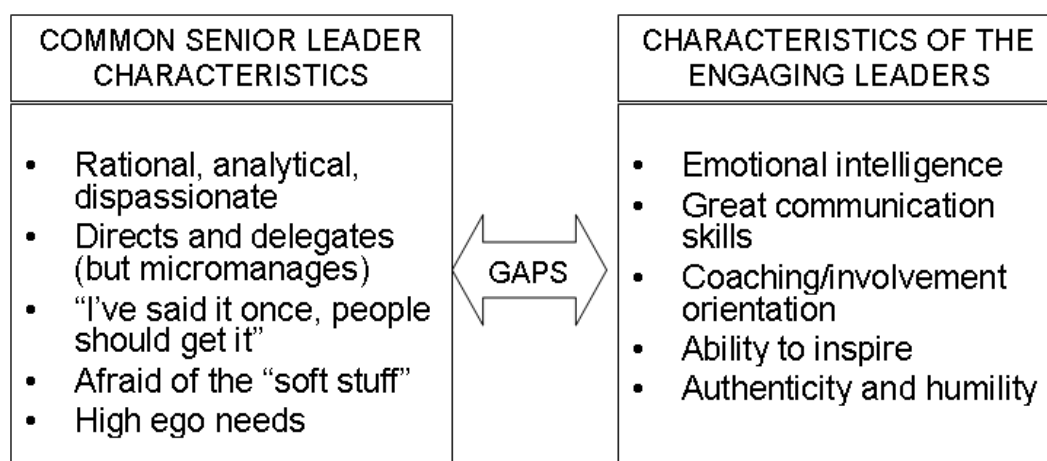 COMMON SENIOR LEADER
CHARACTERISTICS
• Rational, analytical,
dispassionate
• Directs and delegates
(but micromanages)
• “I’ve said it once, people
should get it”
• Afraid of the “soft stuff”
• High ego needs
GAPS
CHARACTERISTICS OF THE
ENGAGING LEADERS
• Emotional intelligence
• Great communication
skills
• Coaching/involvement
orientation
• Ability to inspire
• Authenticity and humility